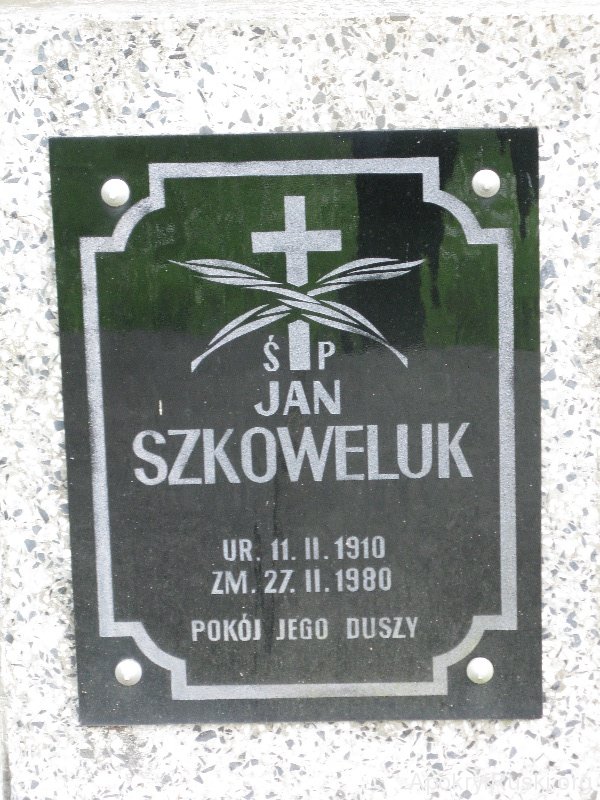 Ś P
JAN
SZKOWELUK
UR. 11. II. 1910
ZM. 27. II. 1980
POKÓJ JEGO DUSZY